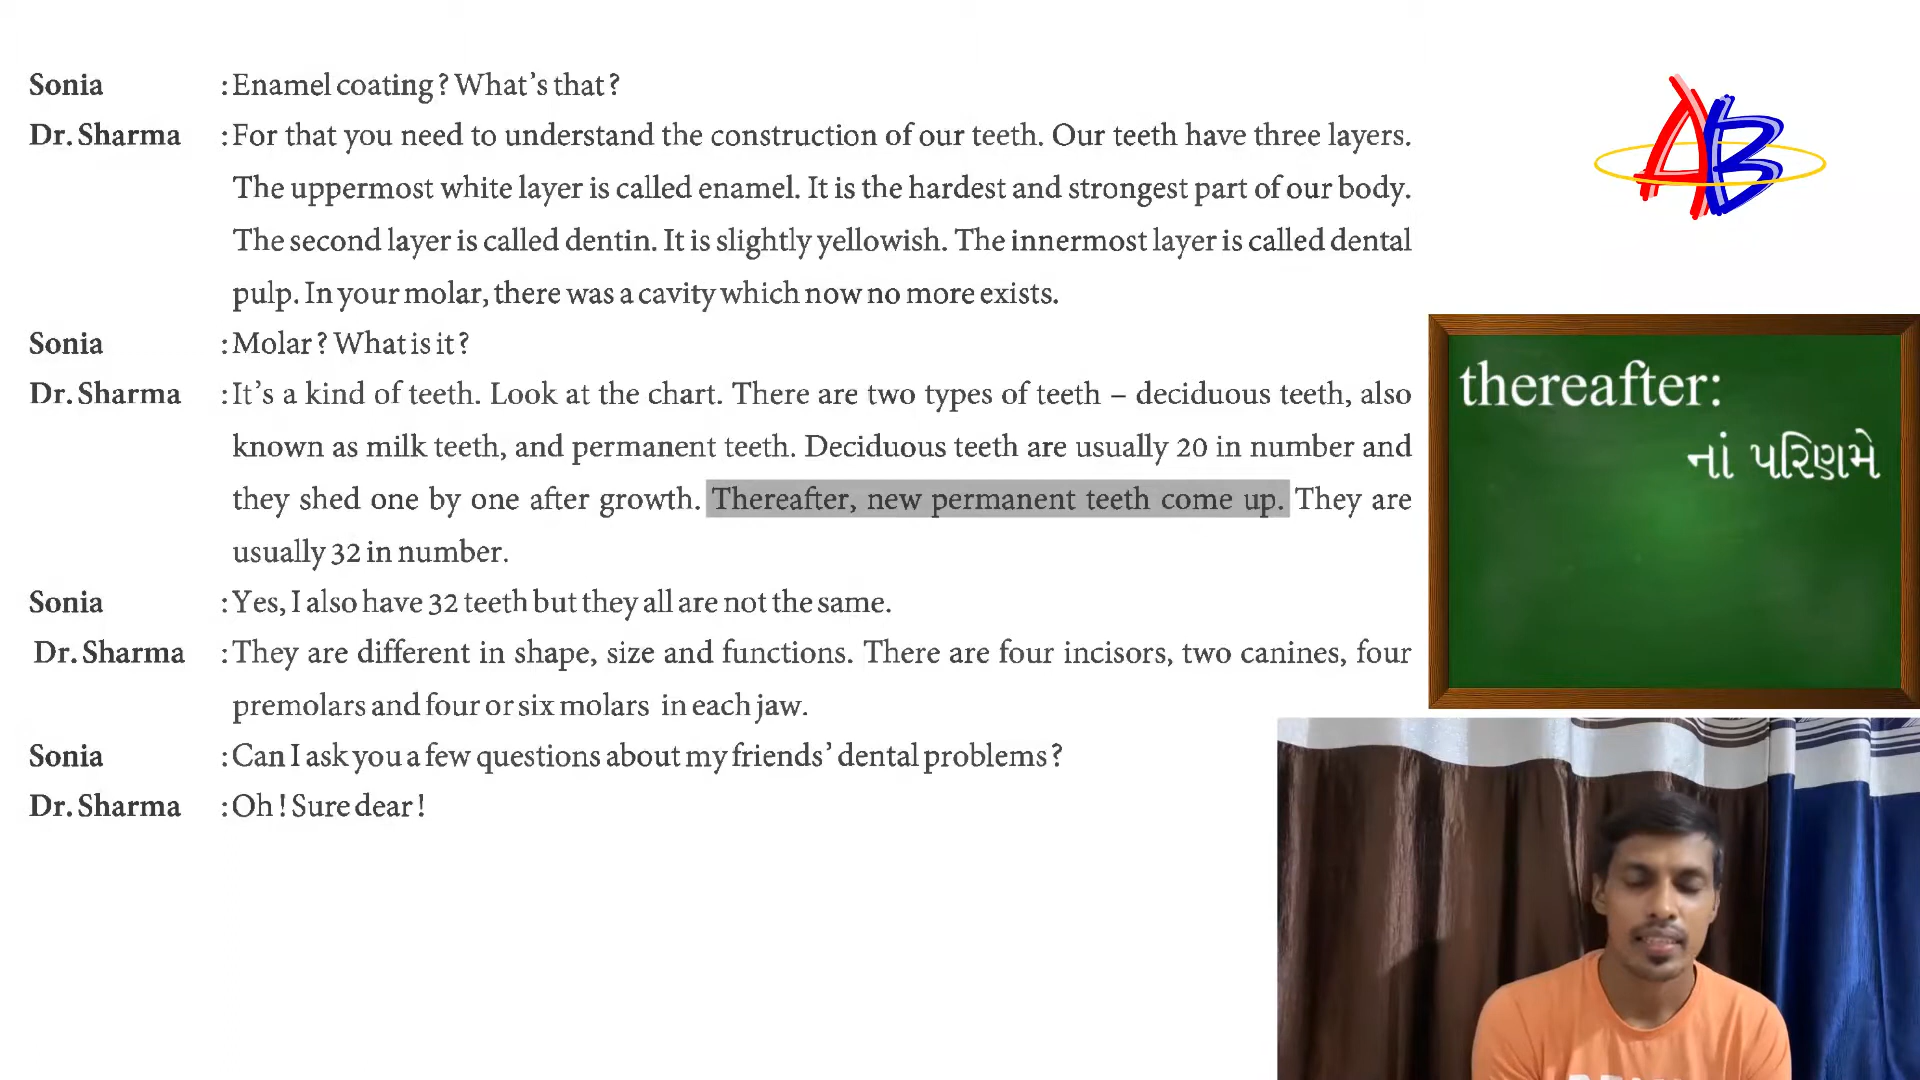 Sonia : Enamel coating? What's that?
Dr. Sharma : For that you need to understand the construction of our teeth. Our teeth have three layers.
The uppermost white layer is called enamel. It is the hardest and strongest part of our body.
The second layer is called dentin. It is slightly yellowish. The innermost layer is called dental
pulp. In your molar, there was a cavity which now no more exists.
Sonia : Molar? What is it?
Dr. Sharma : It's a kind of teeth. Look at the chart. There are two types of teeth – deciduous teeth, also
known as milk teeth, and permanent teeth. Deciduous teeth are usually 20 in number and
they shed one by one after growth. Thereafter, new permanent teeth come up. They are
usually 32 in number.
Sonia : Yes, I also have 32 teeth but they all are not the same.
Dr. Sharma : They are different in shape, size and functions. There are four incisors, two canines, four
premolars and four or six molars in each jaw.
Sonia : Can I ask you a few questions about my friends' dental problems?
Dr. Sharma : Oh! Sure dear!
AB
thereafter:
નાં પરિણમે